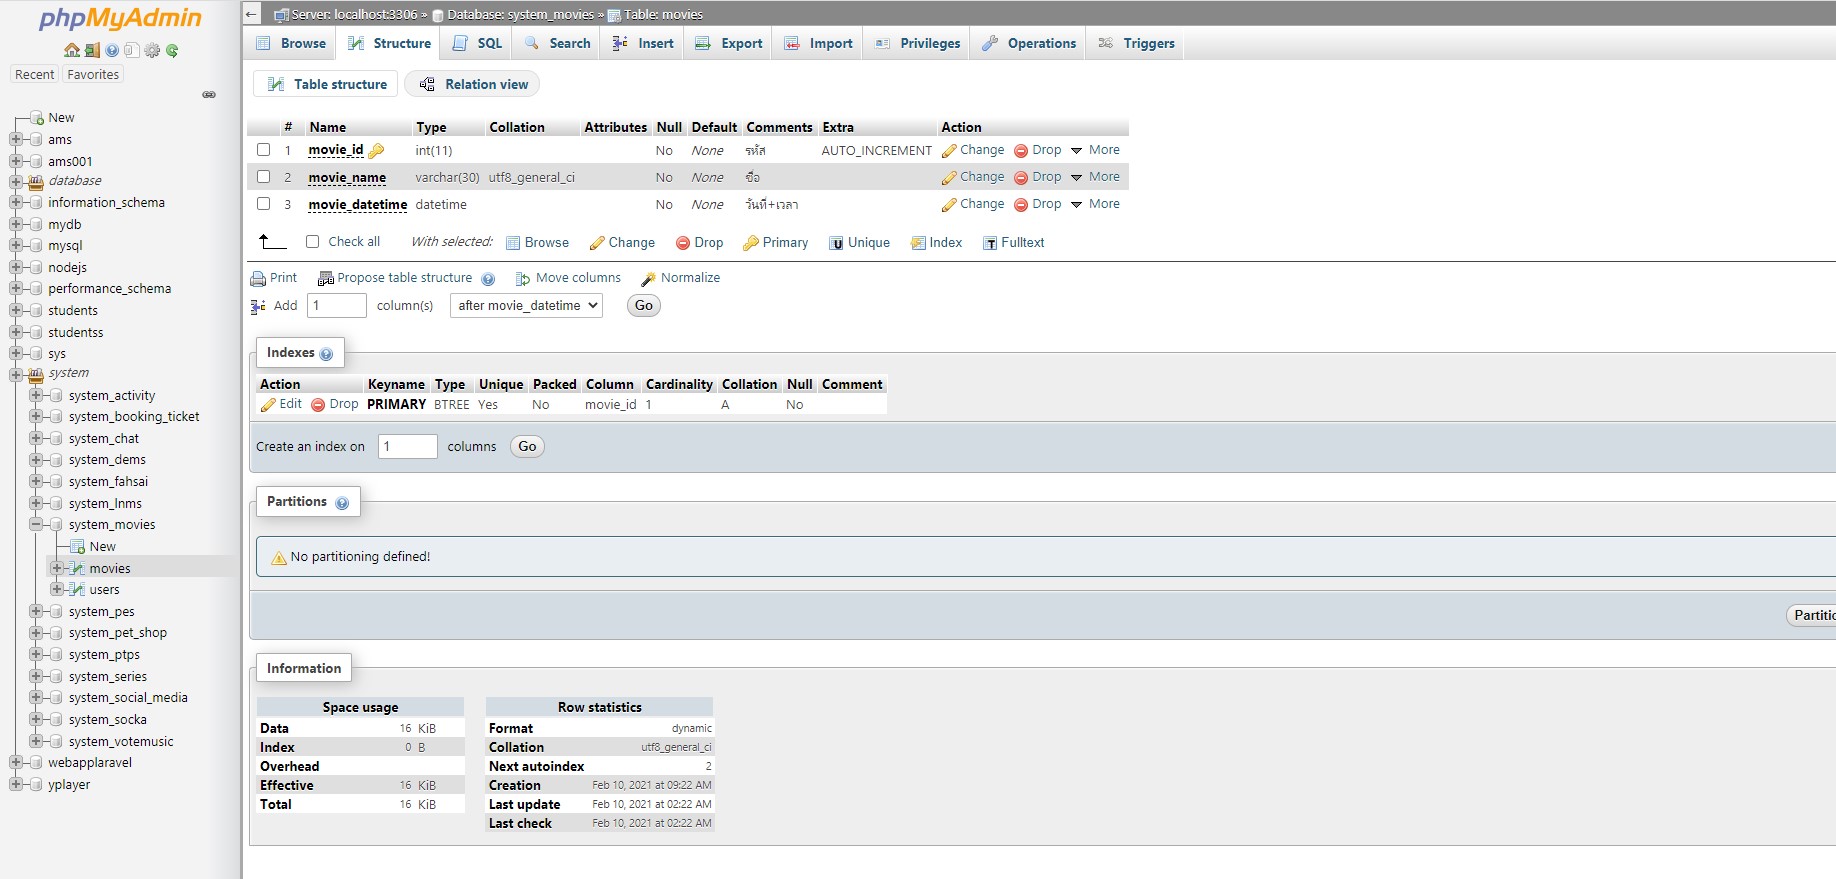 phpMyAdmin
Recent Favorites
New
ams
ams001
database
information_schema
mydb
mysql
nodejs
performance_schema
students
studentss
sys
system
system_activity
system_booking_ticket
system_chat
system_dems
system_fahsai
system_lnms
system_movies
New
movies
users
system_pes
system_pet_shop
system_ptps
system_series
system_social_media
system_socka
system_votemusic
webapplaravel
yplayer
Server: localhost:3306 » Database: system_movies » Table: movies
Browse Structure SQL Search Insert Export Import Privileges Operations Triggers
Table structure Relation view
# Name Type Collation Attributes Null Default Comments Extra Action
1 movie_id int(11) No None รหัส AUTO_INCREMENT Change Drop More
2 movie_name varchar(30) utf8_general_ci No None ชื่อ Change Drop More
3 movie_datetime datetime No None วันที่+เวลา Change Drop More
Check all With selected: Browse Change Drop Primary Unique Index Fulltext
Print Propose table structure Move columns Normalize
Add 1 column(s) after movie_datetime Go
Indexes
Action Keyname Type Unique Packed Column Cardinality Collation Null Comment
Edit Drop PRIMARY BTREE Yes No movie_id 1 A No
Create an index on 1 columns Go
Partitions
No partitioning defined!
Information
Space usage
Data 16 KiB
Index 0 B
Overhead
Effective 16 KiB
Total 16 KiB
Row statistics
Format dynamic
Collation utf8_general_ci
Next autoindex 2
Creation Feb 10, 2021 at 09:22 AM
Last update Feb 10, 2021 at 02:22 AM
Last check Feb 10, 2021 at 02:22 AM